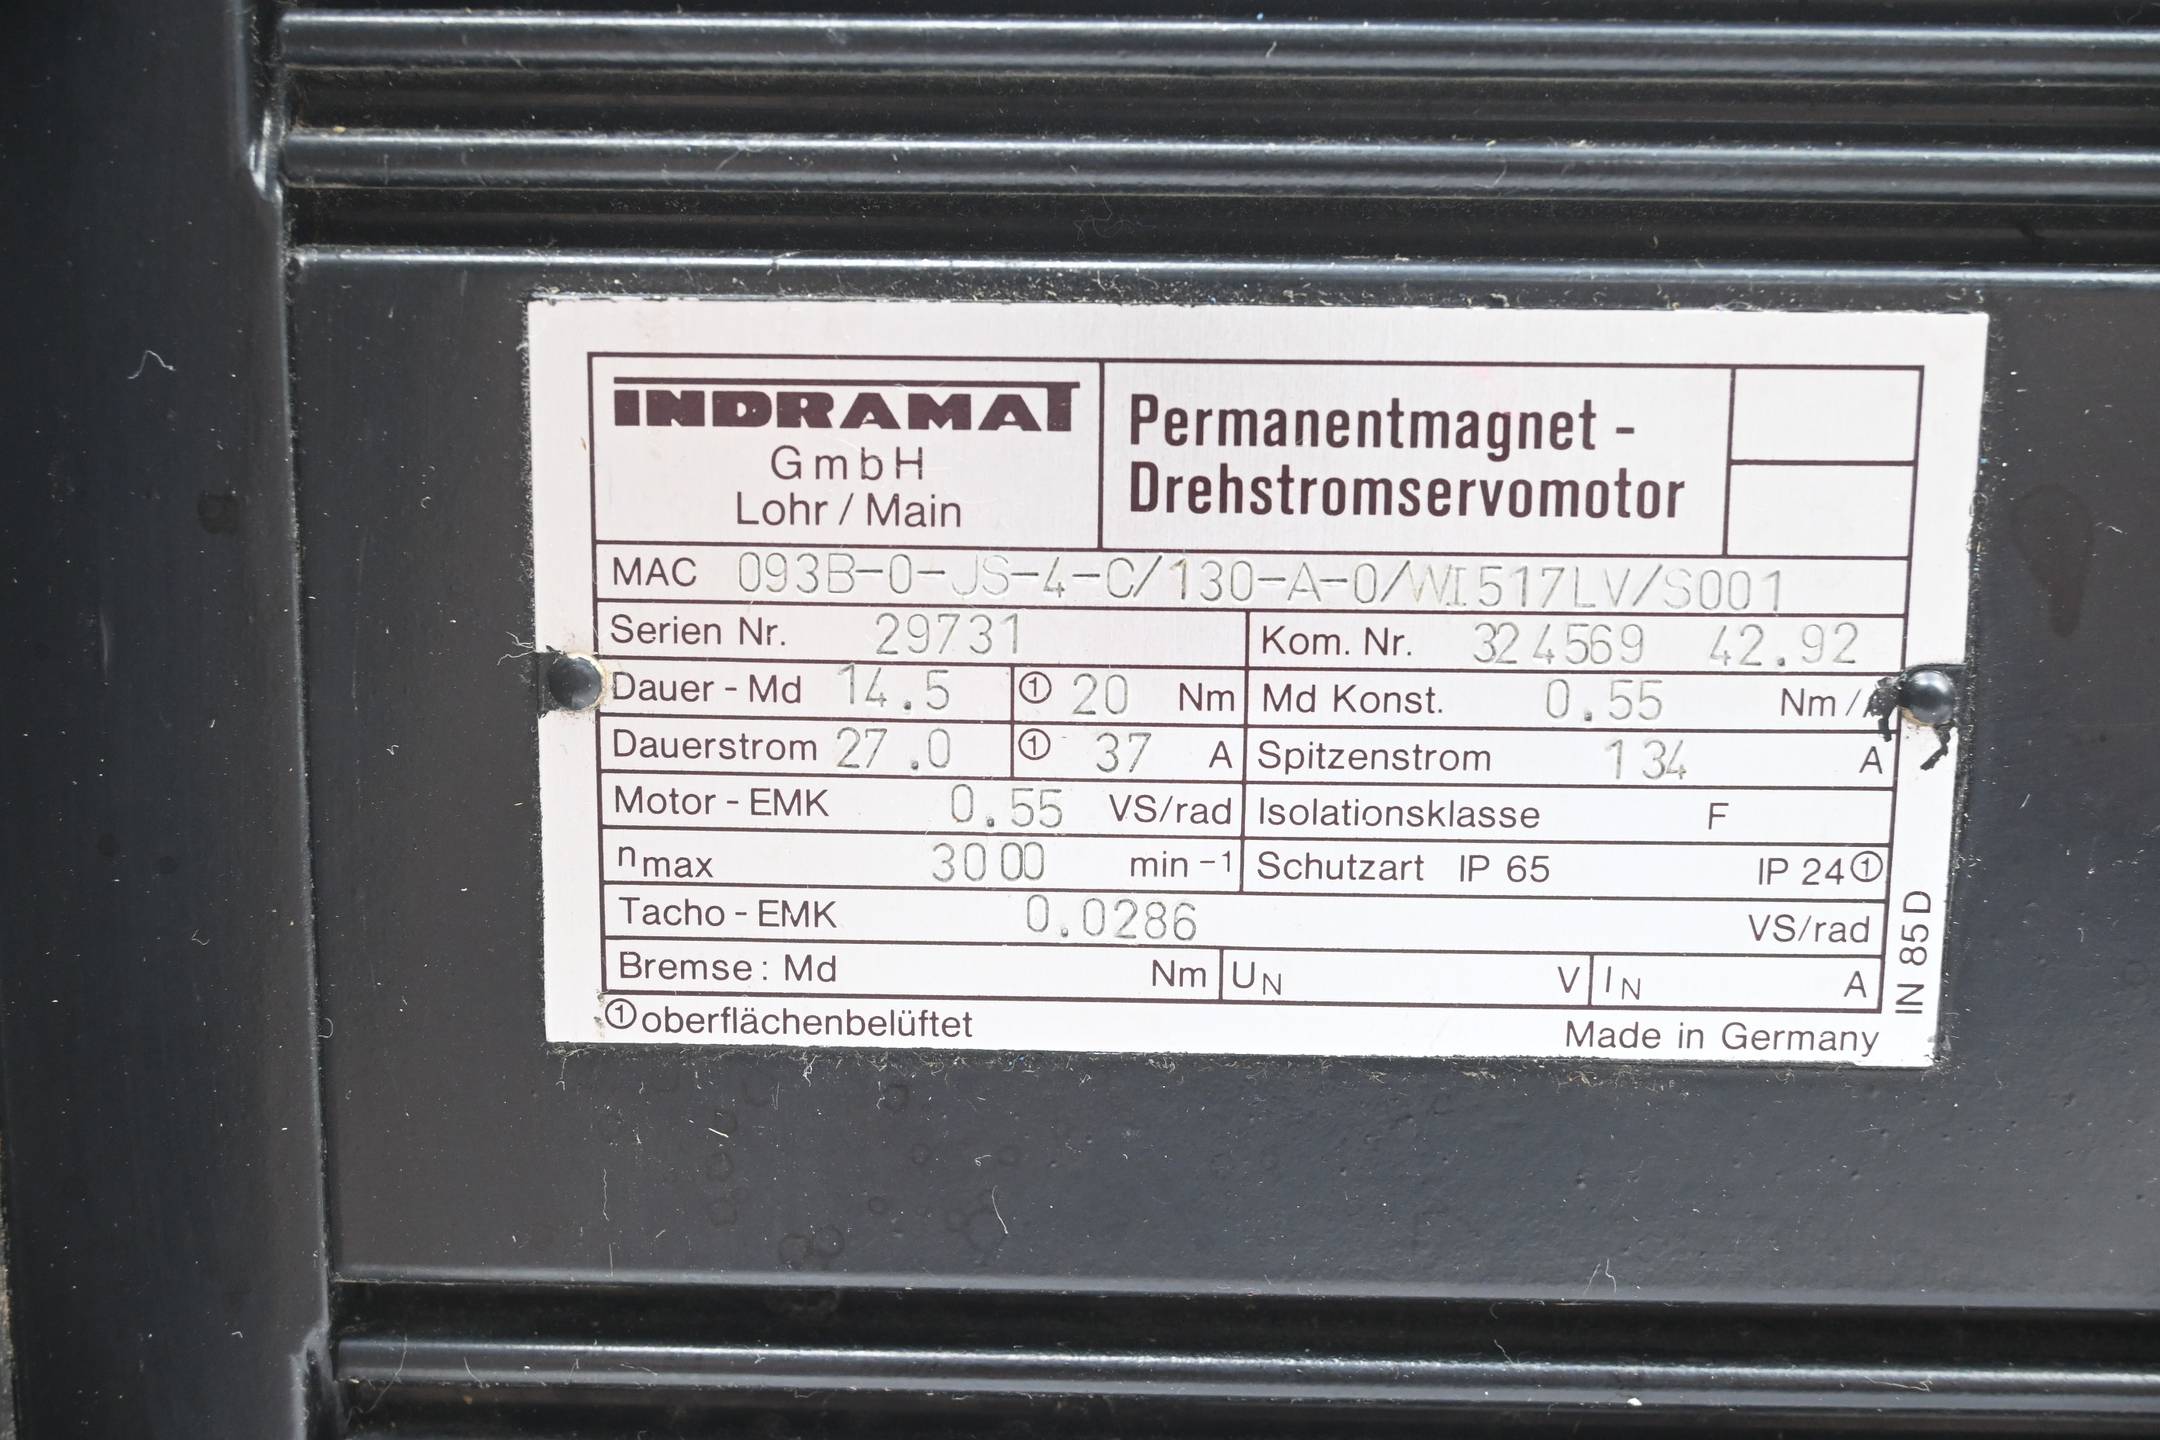 INDRAMAT
GmbH
Lohr / Main
Permanentmagnet -
Drehstromservomotor
MAC 093B-0-JS-4-C/130-A-0/WI517LV/S001
Serien Nr. 29731 Kom. Nr. 324569 42.92
Dauer - Md 14.5 ① 20 Nm Md Konst. 0.55 Nm/A
Dauerstrom 27.0 ① 37 A Spitzenstrom 134 A
Motor - EMK 0.55 VS/rad Isolationsklasse F
nmax 3000 min -1 Schutzart IP 65 IP 24①
Tacho - EMK 0.0286 VS/rad
Bremse : Md Nm UN V IN A
①oberflächenbelüftet Made in Germany
IN 85D